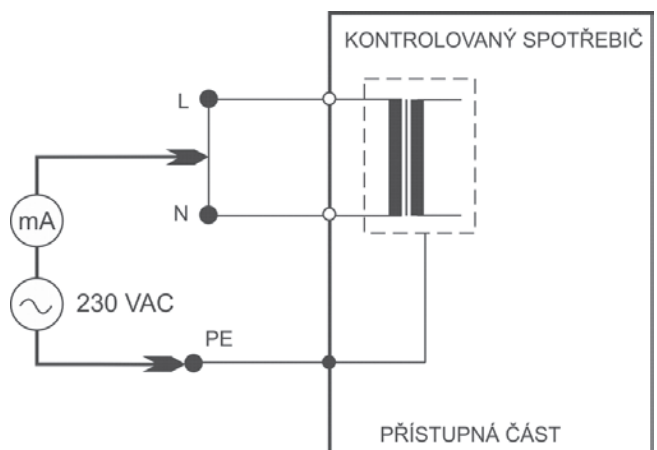 KONTROLOVANÝ SPOTŘEBIČ
L
N
mA
230 VAC
PE
PŘÍSTUPNÁ ČÁST